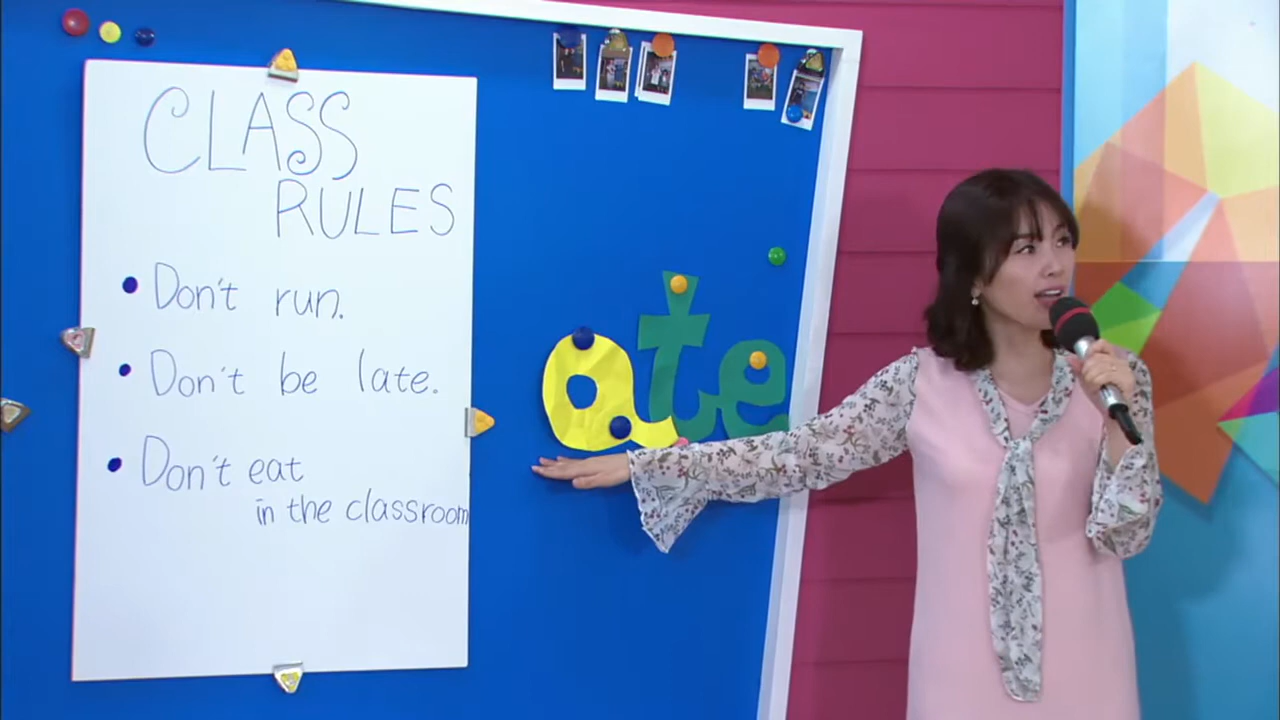 CLASS
RULES
Don't run.
Don't be late.
Don't eat
in the classroom
ate